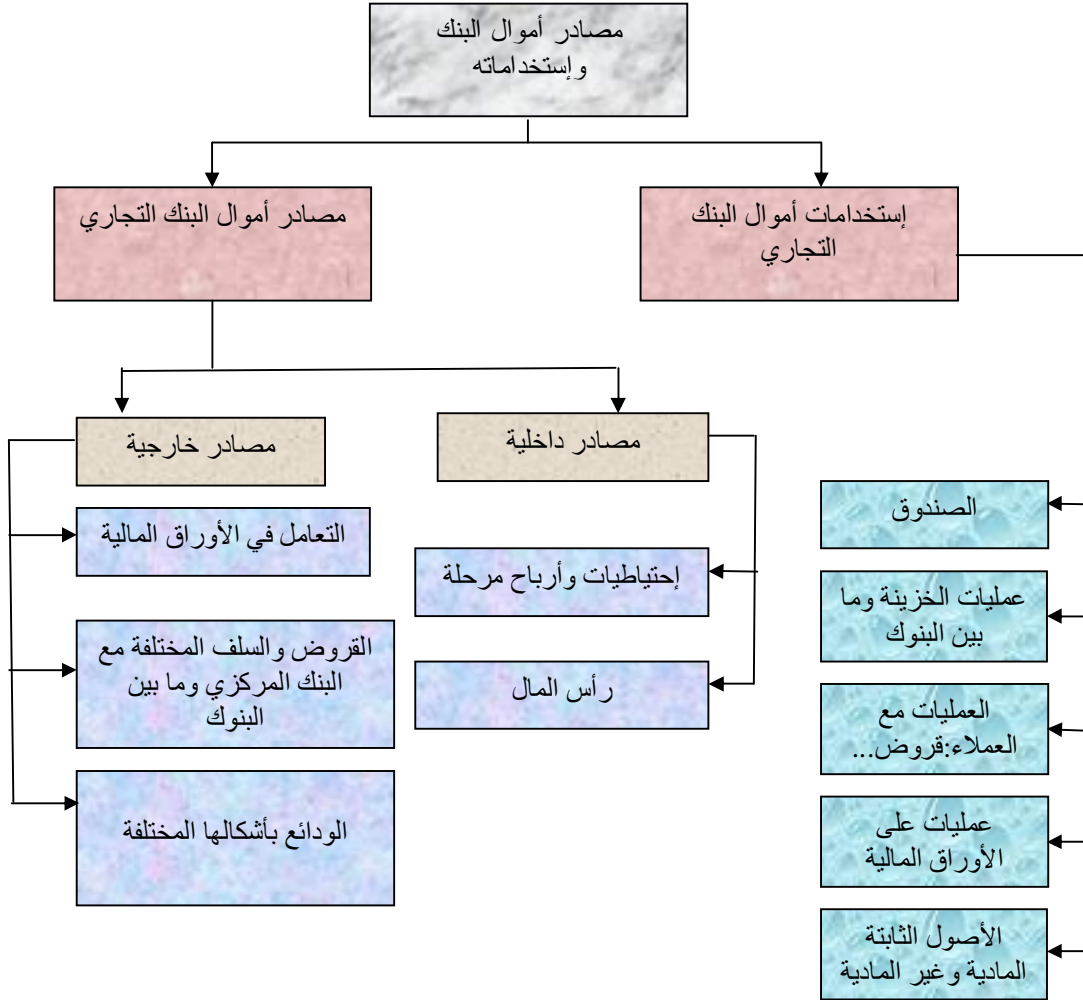 مصادر أموال البنك
وإستخداماته
إستخدامات أموال البنك
التجاري
مصادر أموال البنك التجاري
مصادر داخلية
مصادر خارجية
الصندوق
عمليات الخزينة وما
بين البنوك
العمليات مع
العملاء:قروض...
عمليات على
الأوراق المالية
الأصول الثابتة
المادية وغير المادية
إحتياطيات وأرباح مرحلة
رأس المال
التعامل في الأوراق المالية
القروض والسلف المختلفة مع
البنك المركزي وما بين
البنوك
الودائع بأشكالها المختلفة